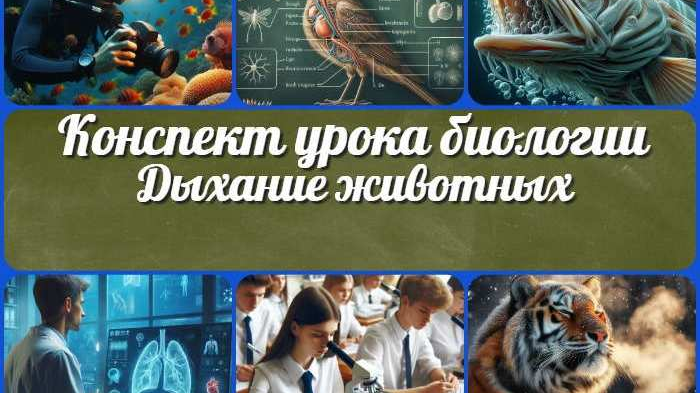 Конспект урока биологии
Дыхание животных